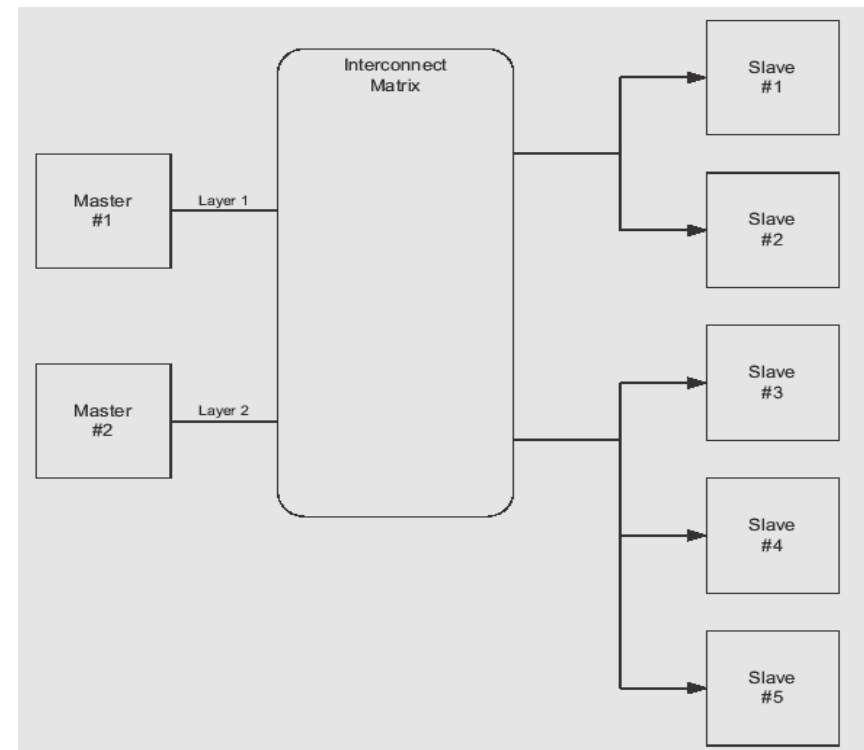 Interconnect
Matrix
Master
#1
Layer 1
Master
#2
Layer 2
Slave
#1
Slave
#2
Slave
#3
Slave
#4
Slave
#5